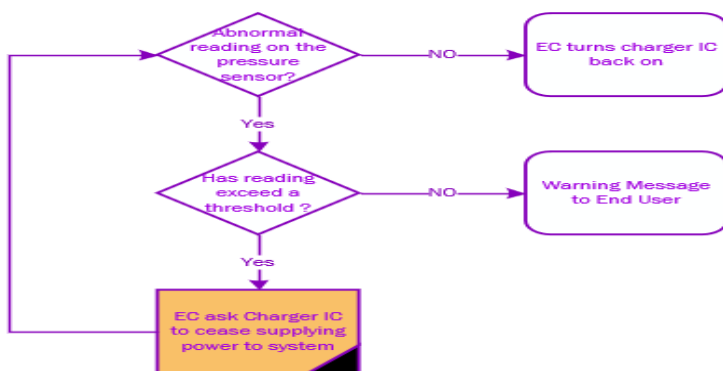 Abnormal
reading on the
pressure
sensor?
NO
EC turns charger IC
back on
Yes
Has reading
exceed a
threshold ?
NO
Warning Message
to End User
Yes
EC ask Charger IC
to cease supplying
power to system